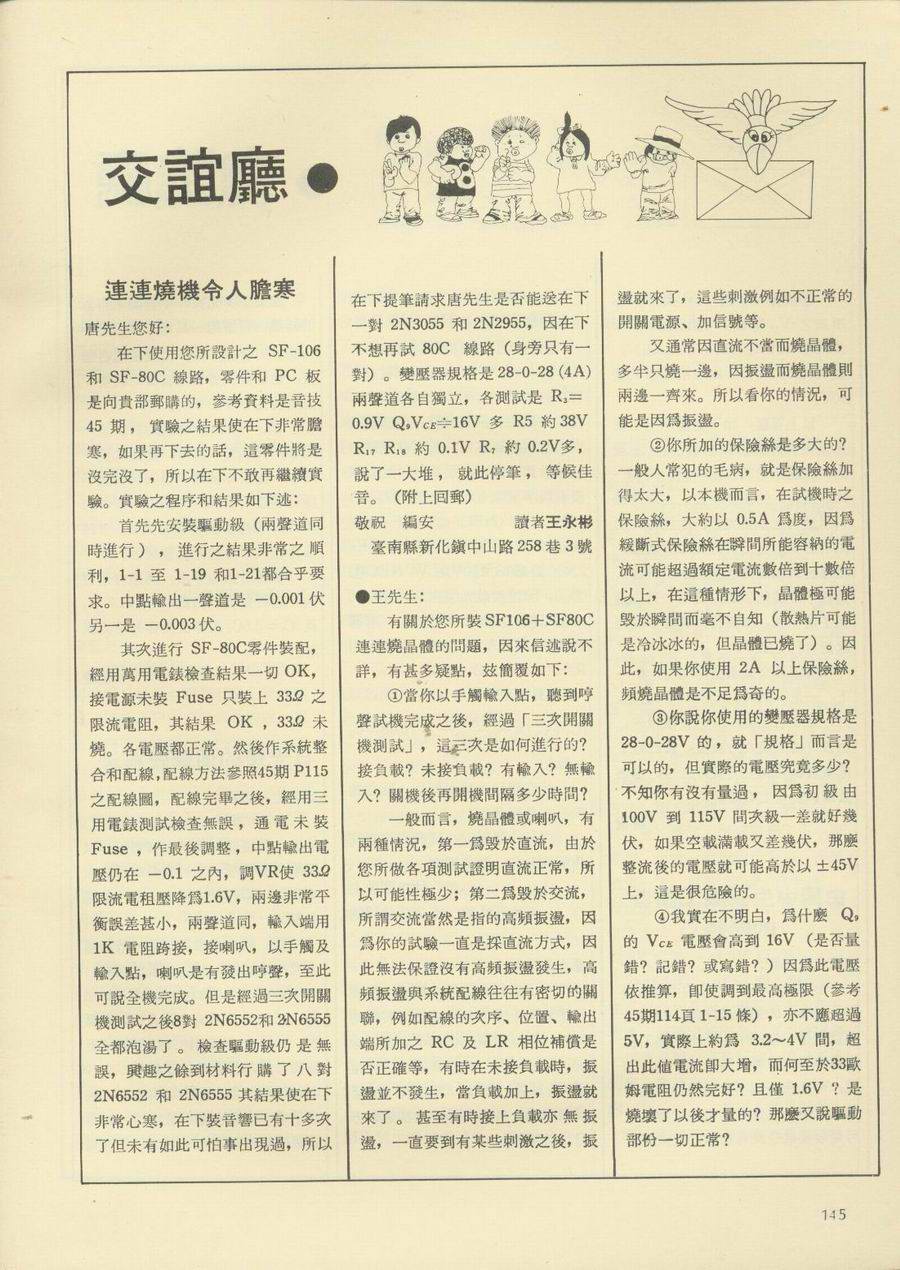 交誼廳●
連連燒機令人膽寒
唐先生您好：
在下使用您所設計之 SF-106
和 SF-80C 線路，零件和 PC 板
是向貴部郵購的，參考資料是音技
45 期， 實驗之結果使在下非常膽
寒，如果再下去的話，這零件將是
沒完沒了，所以在下不敢再繼續實
驗。實驗之程序和結果如下述：
首先先安裝驅動級（兩聲道同
時進行）， 進行之結果非常之 順
利，1-1 至 1-19 和1-21都合乎要
求。中點輸出一聲道是 －0.001伏
另一是 －0.003伏。
其次進行 SF-80C零件裝配，
經用萬用電錶檢查結果一切 OK，
接電源未裝 Fuse 只裝上 33Ω 之
限流電阻，其結果 OK ，33Ω 未
燒。各電壓都正常。然後作系統整
合和配線，配線方法參照45期 P115
之配線圖，配線完畢之後，經用三
用電錶測試檢查無誤，通 電 未 裝
Fuse ，作最後調整，中點輸出電
壓仍在 －0.1 之內，調VR使 33Ω
限流電租壓降爲1.6V，兩邊非常平
衡誤差甚小，兩聲道同，輸入端用
1K 電阻跨接，接喇叭，以手觸及
輸入點，喇叭是有發出哼聲，至此
可說全機完成。但是經過三次開關
機測試之後8對 2N6552和 2N6555
全都泡湯了 。 檢查驅動級仍 是 無
誤，興趣之餘到材料行 購 了 八 對
2N6552 和 2N6555 其結果使在下
非常心寒，在下裝音響已有十多次
了但未有如此可怕事出現過，所以
在下提筆請求唐先生是否能送在下
一對 2N3055 和 2N2955，因在下
不想再試 80C 線路（身旁只有一
對）。變壓器規格是 28-0-28 (4A)
兩聲道各自獨立，各測試是 R₃＝
0.9V Q₉VCE≑16V 多 R5 約38V
R₁₇ R₁₈ 約 0.1V R₇ 約 0.2V多，
說了一大堆， 就此停筆， 等候佳
音。（附上回郵）
敬祝 編安 讀者王永彬
臺南縣新化鎮中山路 258 巷 3 號
●王先生：
有關於您所裝 SF106＋SF80C
連連燒晶體的問題，因來信述說不
詳，有甚多疑點，茲簡覆如下：
①當你以手觸輸入點，聽到哼
聲試機完成之後，經過「三次開關
機測試」，這三次是如何進行的？
接負載？未接負載？有輸入？無輸
入？關機後再開機間隔多少時間？
一般而言，燒晶體或喇叭，有
兩種情況，第一爲毀於直流，由於
您所做各項測試證明直流正常，所
以可能性極少；第二爲毀於交流，
所謂交流當然是指的高頻振盪，因
爲你的試驗一直是採直流方式，因
此無法保證沒有高頻振盪發生，高
頻振盪與系統配線往往有密切的關
聯，例如配線的次序、位置、輸出
端所加之 RC 及 LR 相位補償是
否正確等，有時在未接負載時，振
盪並不發生，當負載加上，振盪就
來了 。 甚至有時接上負載亦 無 振
盪，一直要到有某些刺激之後，振
盪就來了，這些刺激例如不正常的
開關電源、加信號等。
又通常因直流不當而燒晶體，
多半只燒一邊，因振盪而燒晶體則
兩邊一齊來。所以看你的情況，可
能是因爲振盪。
②你所加的保險絲是多大的？
一般人常犯的毛病，就是保險絲加
得太大，以本機而言，在試機時之
保險絲，大約以 0.5A 爲度，因爲
緩斷式保險絲在瞬間所能容納的電
流可能超過額定電流數倍到十數倍
以上，在這種情形下，晶體極可能
毀於瞬間而毫不自知（散熱片可能
是冷冰冰的，但晶體已燒了）。因
此，如果你使用 2A 以上保險絲，
頻燒晶體是不足爲奇的。
③你說你使用的變壓器規格是
28-0-28V 的，就「規格」而言是
可以的，但實際的電壓究竟多少？
不知你有沒有量過， 因爲初 級 由
100V 到 115V 間次級一差就好幾
伏，如果空載滿載又差幾伏，那麽
整流後的電壓就可能高於以 ±45V
上，這是很危險的。
④我實在不明白，爲什麽 Q₉
的 VCE 電壓會高到 16V （是否量
錯？記錯？或寫錯？）因爲此電壓
依推算，卽使調到最高極限（參考
45期114頁 1-15 條），亦不應超過
5V，實際上約爲 3.2～4V 間，超
出此値電流卽大增，而何至於33歐
姆電阻仍然完好？且僅 1.6V ？是
燒壞了以後才量的？那麽又說驅動
部份一切正常？
145